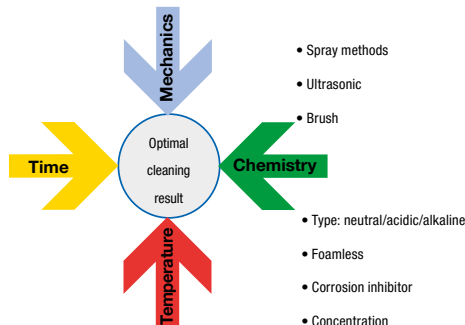 Mechanics
• Spray methods
• Ultrasonic
• Brush
Optimal
cleaning
result
Time
Chemistry
Temperature
• Type: neutral/acidic/alkaline
• Foamless
• Corrosion inhibitor
• Concentration